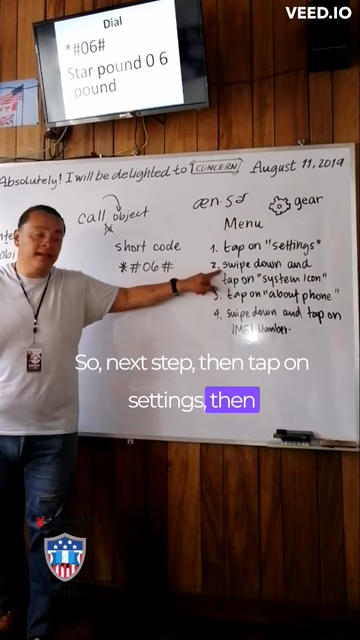 VEED.IO
Dial
*#06#
Star pound 0 6
pound
Absolutely! I will be delighted to CONCERN August 11, 2019
call object
short code
*#06#
gear
Menu
1. tap on "settings"
2. swipe down and
tap on "system icon"
3. tap on "about phone"
4. swipe down and tap on
IMEI Number.
So, next step, then tap on
settings, then